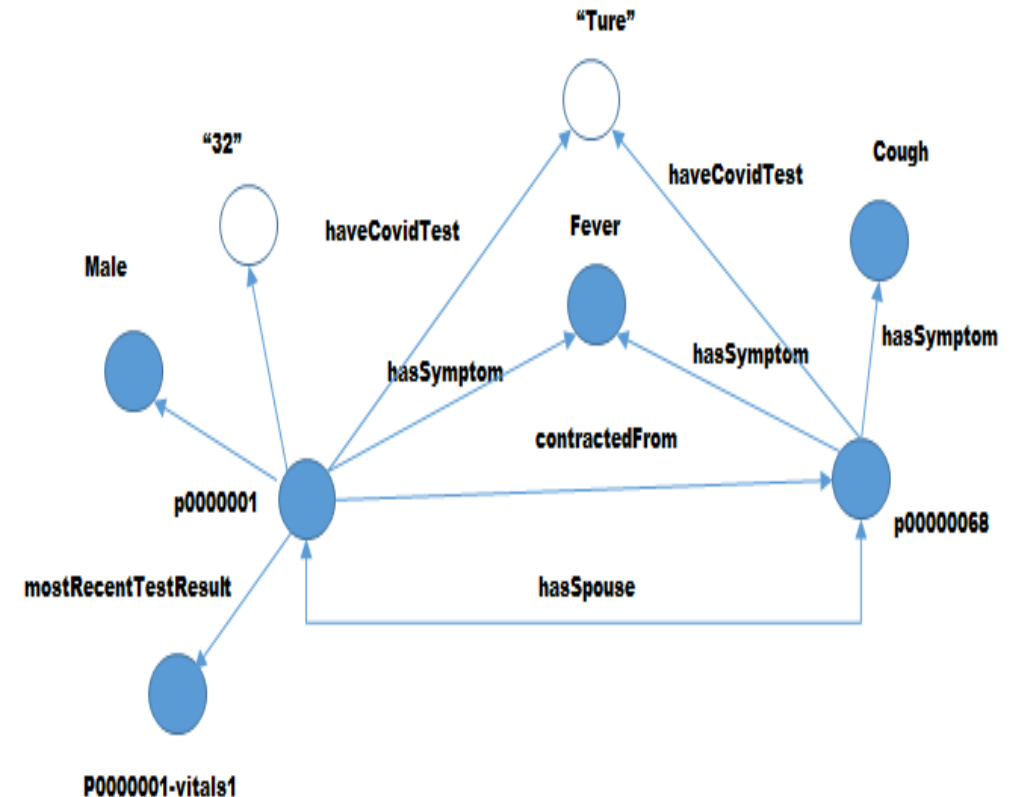 “Ture”
“32”
Cough
haveCovidTest
Fever
haveCovidTest
Male
hasSymptom
hasSymptom
hasSymptom
contractedFrom
p0000001
p00000068
mostRecentTestResult
hasSpouse
P0000001-vitals1